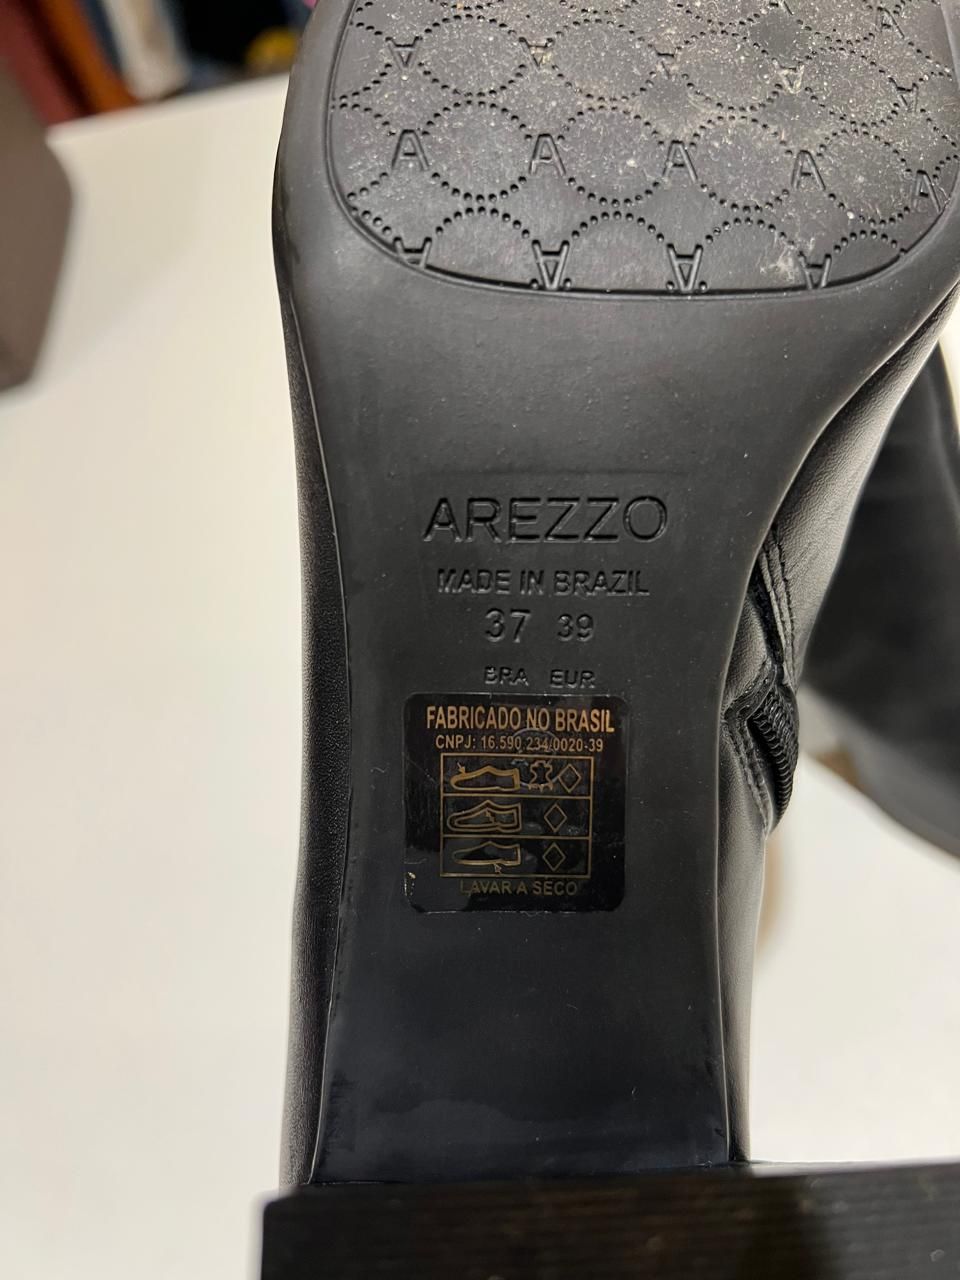 A A A A A
A A A A A
A A A A
AREZZO
MADE IN BRAZIL
37 39
BRA EUR
FABRICADO NO BRASIL
CNPJ: 16.590.234/0020-39
LAVAR A SECO